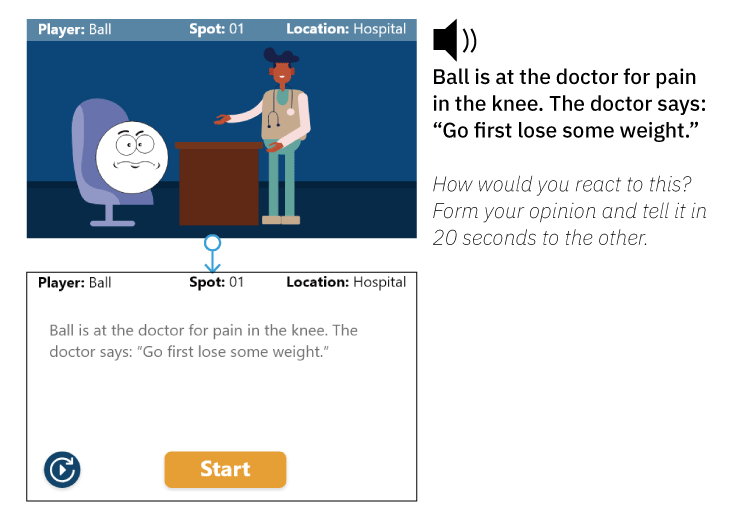 Player: Ball Spot: 01 Location: Hospital
Ball is at the doctor for pain
in the knee. The doctor says:
“Go first lose some weight.”
How would you react to this?
Form your opinion and tell it in
20 seconds to the other.
Player: Ball Spot: 01 Location: Hospital
Ball is at the doctor for pain in the knee. The
doctor says: “Go first lose some weight.”
Start